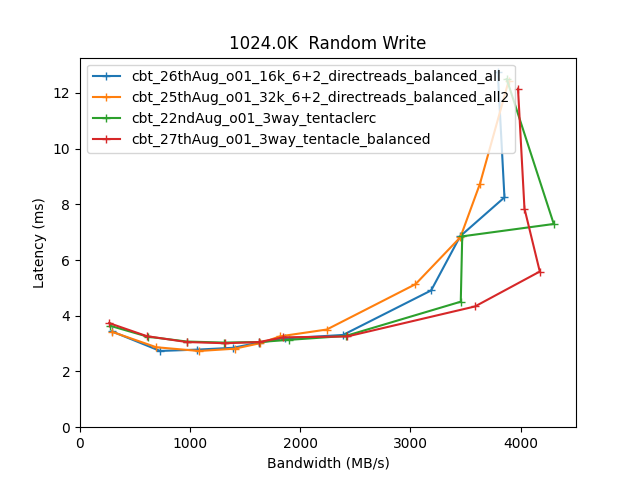 1024.0K  Random Write
cbt_26thAug_o01_16k_6+2_directreads_balanced_all
cbt_25thAug_o01_32k_6+2_directreads_balanced_all2
cbt_22ndAug_o01_3way_tentaclerc
cbt_27thAug_o01_3way_tentacle_balanced
12
10
8
6
4
2
0
Latency (ms)
0 1000 2000 3000 4000
Bandwidth (MB/s)